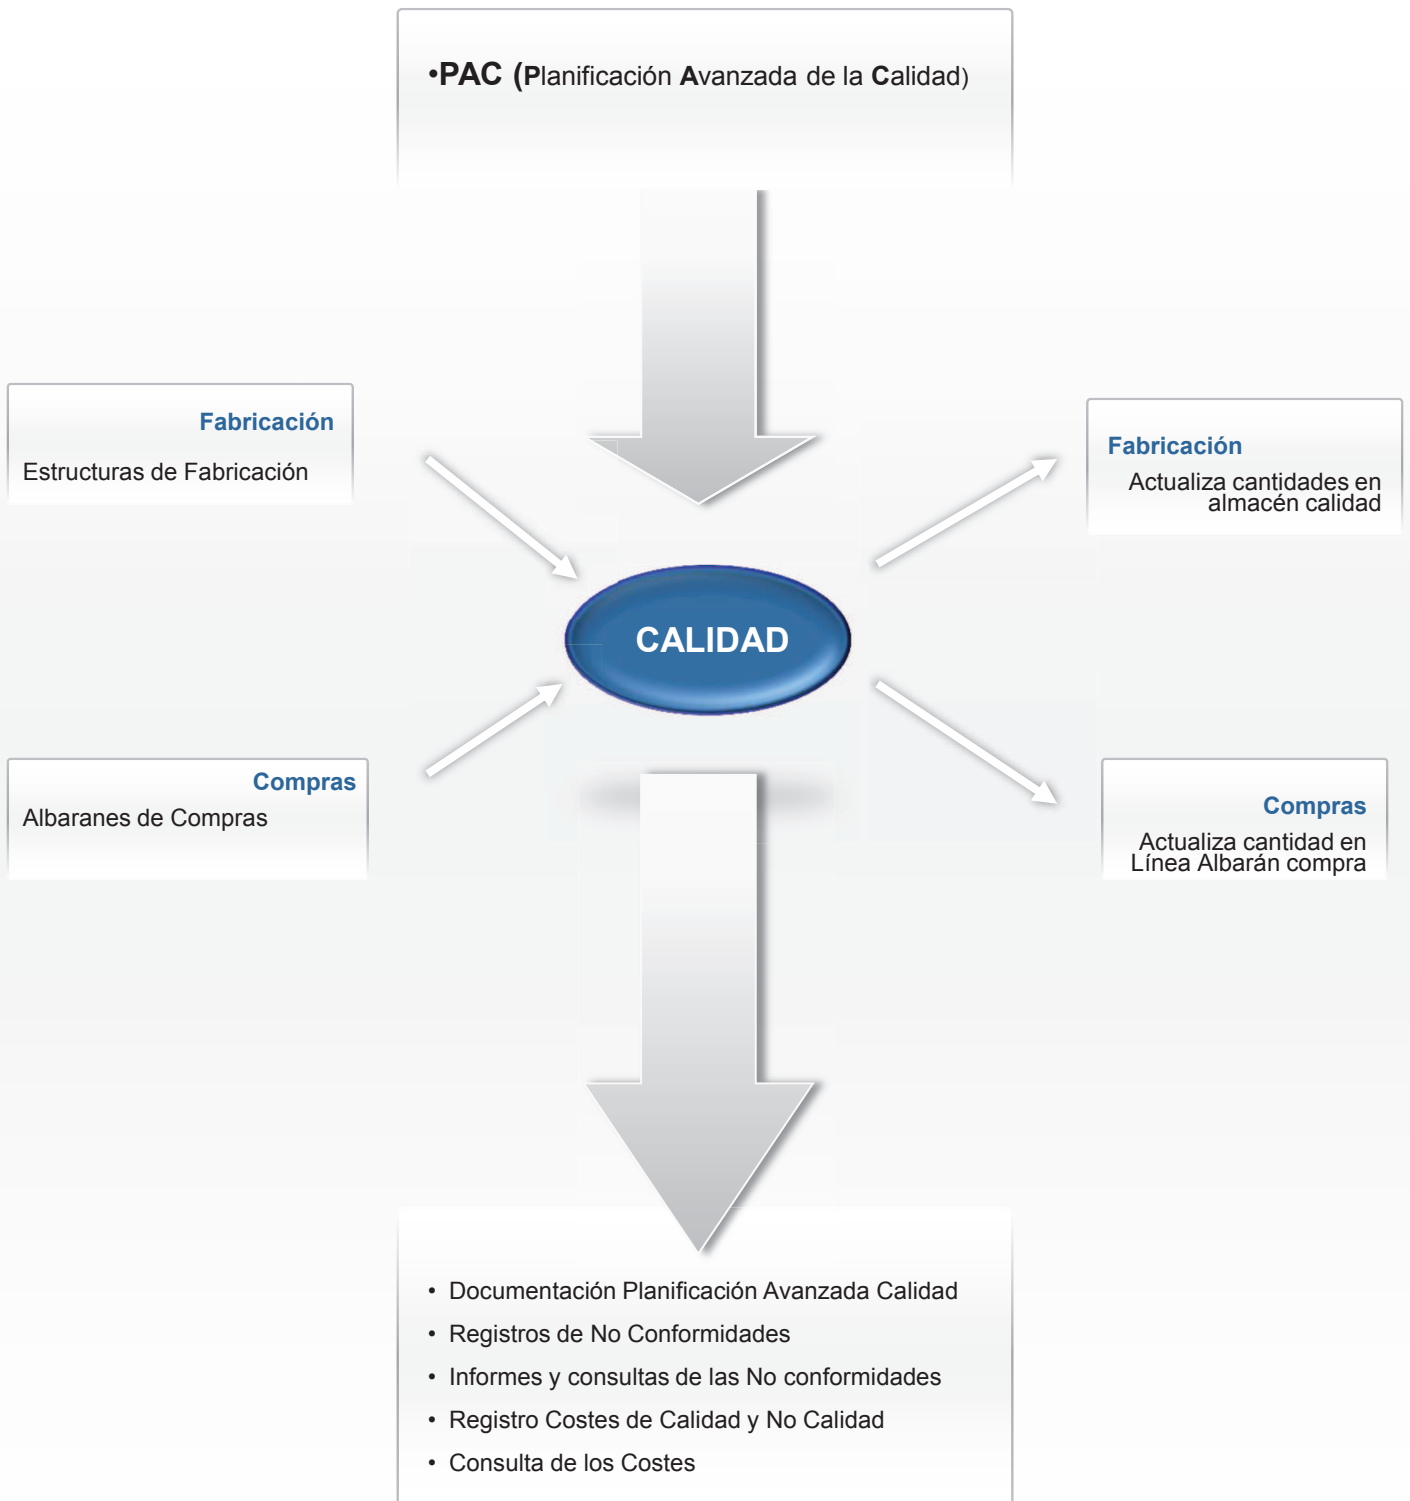 •PAC (Planificación Avanzada de la Calidad)
Fabricación
Estructuras de Fabricación
Fabricación
Actualiza cantidades en
almacén calidad
CALIDAD
Compras
Albaranes de Compras
Compras
Actualiza cantidad en
Línea Albarán compra
• Documentación Planificación Avanzada Calidad
• Registros de No Conformidades
• Informes y consultas de las No conformidades
• Registro Costes de Calidad y No Calidad
• Consulta de los Costes